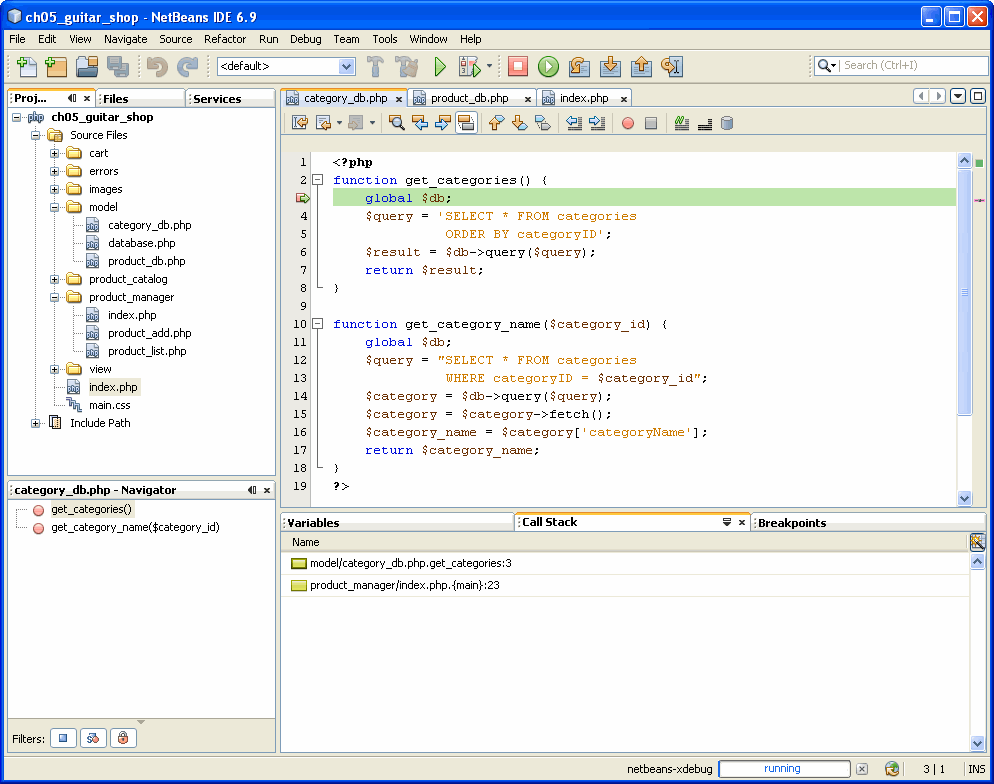 ch05_guitar_shop - NetBeans IDE 6.9
File Edit View Navigate Source Refactor Run Debug Team Tools Window Help
<default>
Search (Ctrl+I)
Proj... Files Services
ch05_guitar_shop
Source Files
cart
errors
images
model
category_db.php
database.php
product_db.php
product_catalog
product_manager
index.php
product_add.php
product_list.php
view
index.php
main.css
Include Path
category_db.php - Navigator
get_categories()
get_category_name($category_id)
Filters:
category_db.php product_db.php index.php
1 <?php
2 function get_categories() {
global $db;
4 $query = 'SELECT * FROM categories
5 ORDER BY categoryID';
6 $result = $db->query($query);
7 return $result;
8 }
9
10 function get_category_name($category_id) {
11 global $db;
12 $query = "SELECT * FROM categories
13 WHERE categoryID = $category_id";
14 $category = $db->query($query);
15 $category = $category->fetch();
16 $category_name = $category['categoryName'];
17 return $category_name;
18 }
19 ?>
Variables Call Stack Breakpoints
Name
model/category_db.php.get_categories:3
product_manager/index.php.{main}:23
netbeans-xdebug running 3 | 1 INS